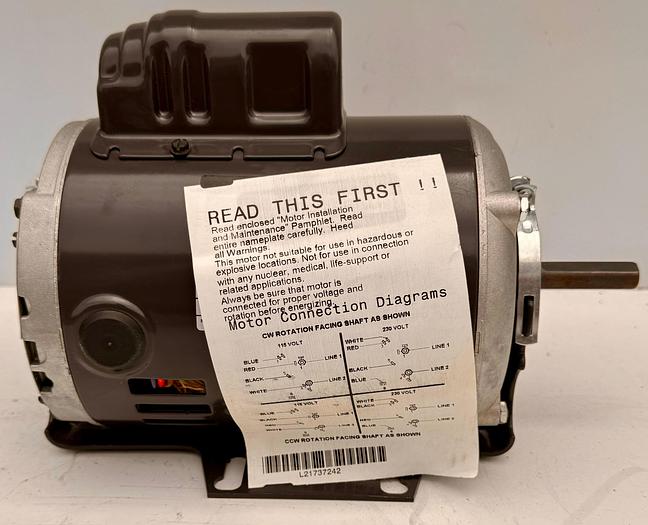 READ THIS FIRST !!
Read enclosed "Motor Installation
and Maintenance" Pamphlet. Read
entire nameplate carefully. Heed
all Warnings.
This motor not suitable for use in hazardous or
explosive locations. Not for use in connection
with any nuclear, medical, life-support or
related applications.
Always be sure that motor is
connected for proper voltage and
rotation before energizing.
Motor Connection Diagrams
CW ROTATION FACING SHAFT AS SHOWN
115 VOLT
230 VOLT
BLUE
RED
LINE 1
WHITE
RED
LINE 1
BLACK
LINE 2
BLACK
BLUE
LINE 2
115 VOLT
230 VOLT
BLUE
BLACK
LINE 1
WHITE
BLACK
LINE 1
RED
WHITE
LINE 2
RED
BLUE
LINE 2
CCW ROTATION FACING SHAFT AS SHOWN
L21737242